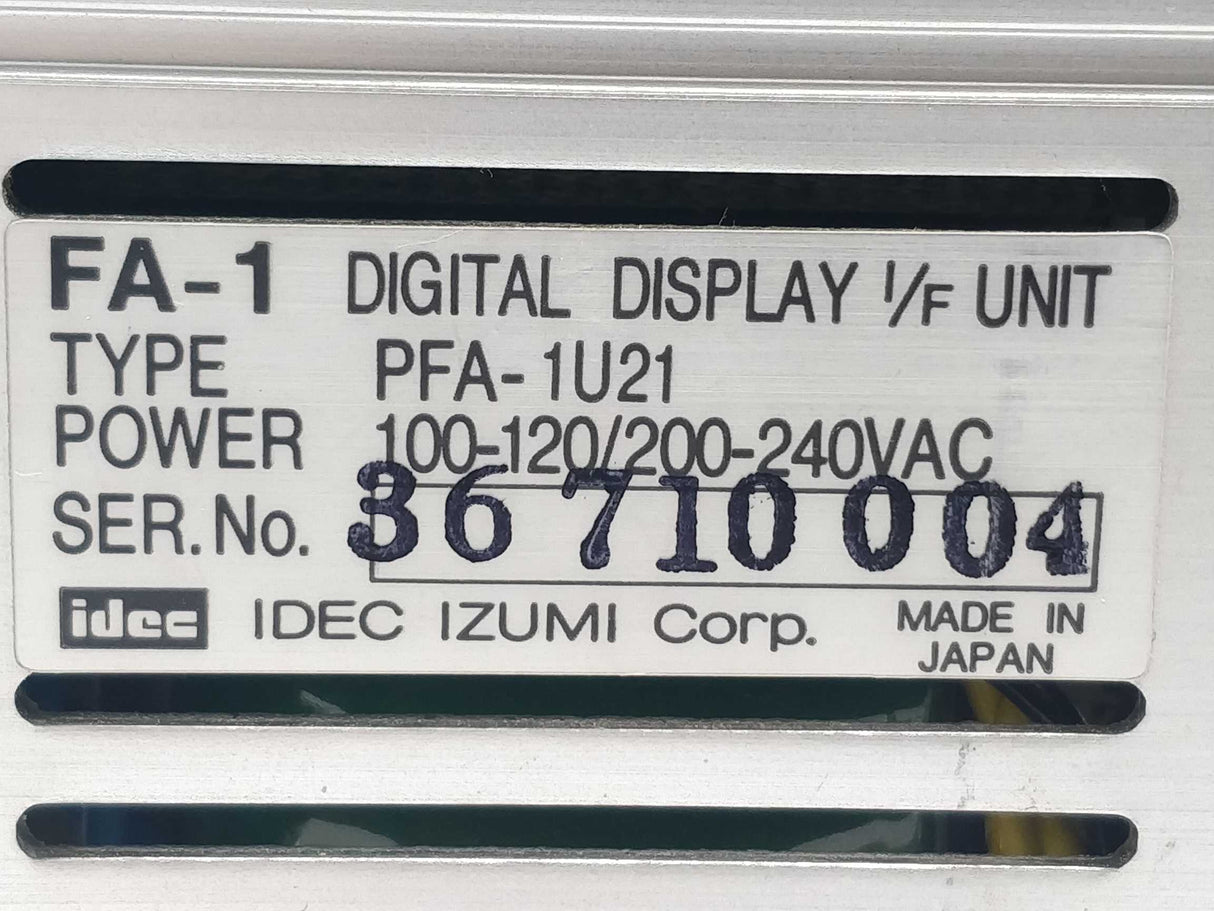 FA-1 DIGITAL DISPLAY I/F UNIT
TYPE PFA-1U21
POWER 100-120/200-240VAC
SER. No. 36 710 004
idec IDEC IZUMI Corp. MADE IN
JAPAN